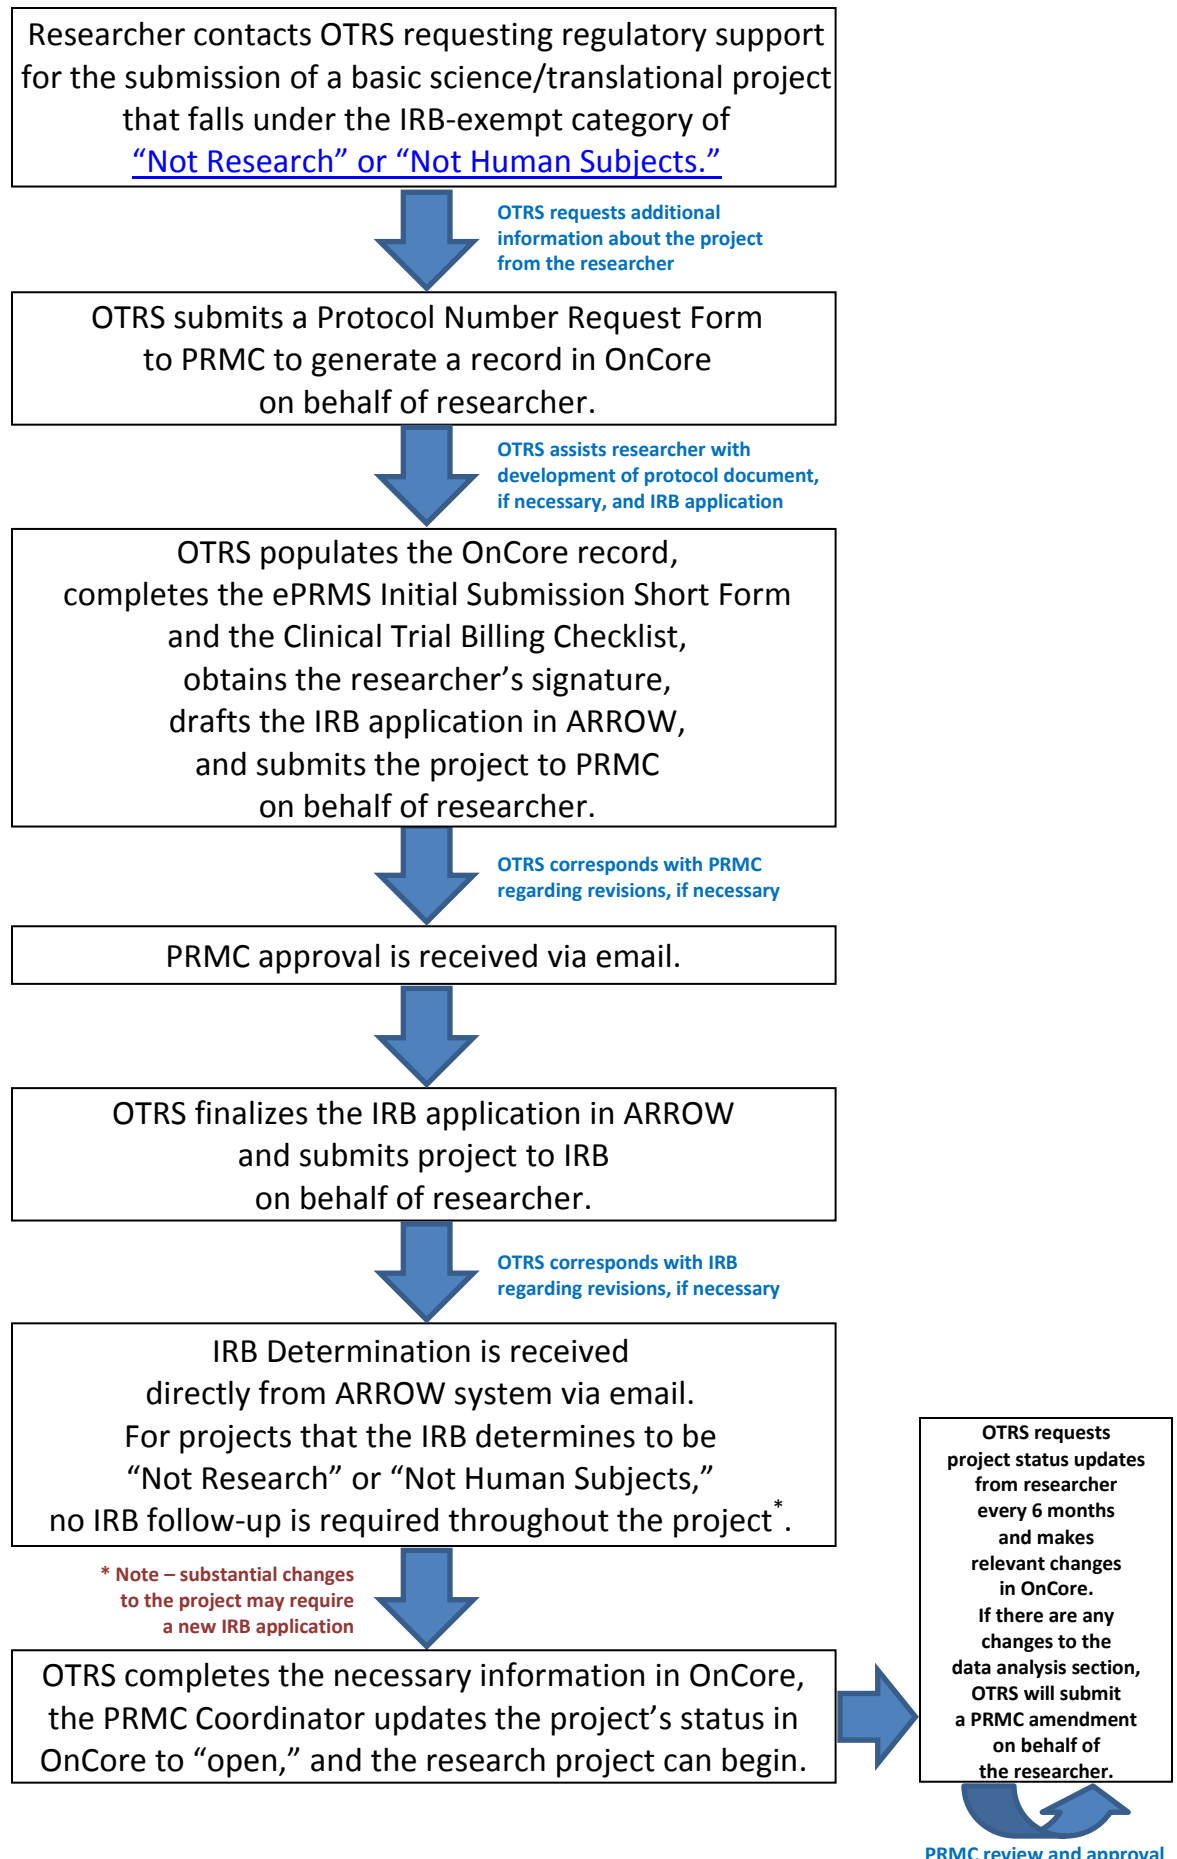 Researcher contacts OTRS requesting regulatory support
for the submission of a basic science/translational project
that falls under the IRB-exempt category of
“Not Research” or “Not Human Subjects.”
OTRS requests additional
information about the project
from the researcher
OTRS submits a Protocol Number Request Form
to PRMC to generate a record in OnCore
on behalf of researcher.
OTRS assists researcher with
development of protocol document,
if necessary, and IRB application
OTRS populates the OnCore record,
completes the ePRMS Initial Submission Short Form
and the Clinical Trial Billing Checklist,
obtains the researcher’s signature,
drafts the IRB application in ARROW,
and submits the project to PRMC
on behalf of researcher.
OTRS corresponds with PRMC
regarding revisions, if necessary
PRMC approval is received via email.
OTRS finalizes the IRB application in ARROW
and submits project to IRB
on behalf of researcher.
OTRS corresponds with IRB
regarding revisions, if necessary
IRB Determination is received
directly from ARROW system via email.
For projects that the IRB determines to be
“Not Research” or “Not Human Subjects,”
no IRB follow-up is required throughout the project*.
* Note – substantial changes
to the project may require
a new IRB application
OTRS completes the necessary information in OnCore,
the PRMC Coordinator updates the project’s status in
OnCore to “open,” and the research project can begin.
OTRS requests
project status updates
from researcher
every 6 months
and makes
relevant changes
in OnCore.
If there are any
changes to the
data analysis section,
OTRS will submit
a PRMC amendment
on behalf of
the researcher.
PRMC review and approval